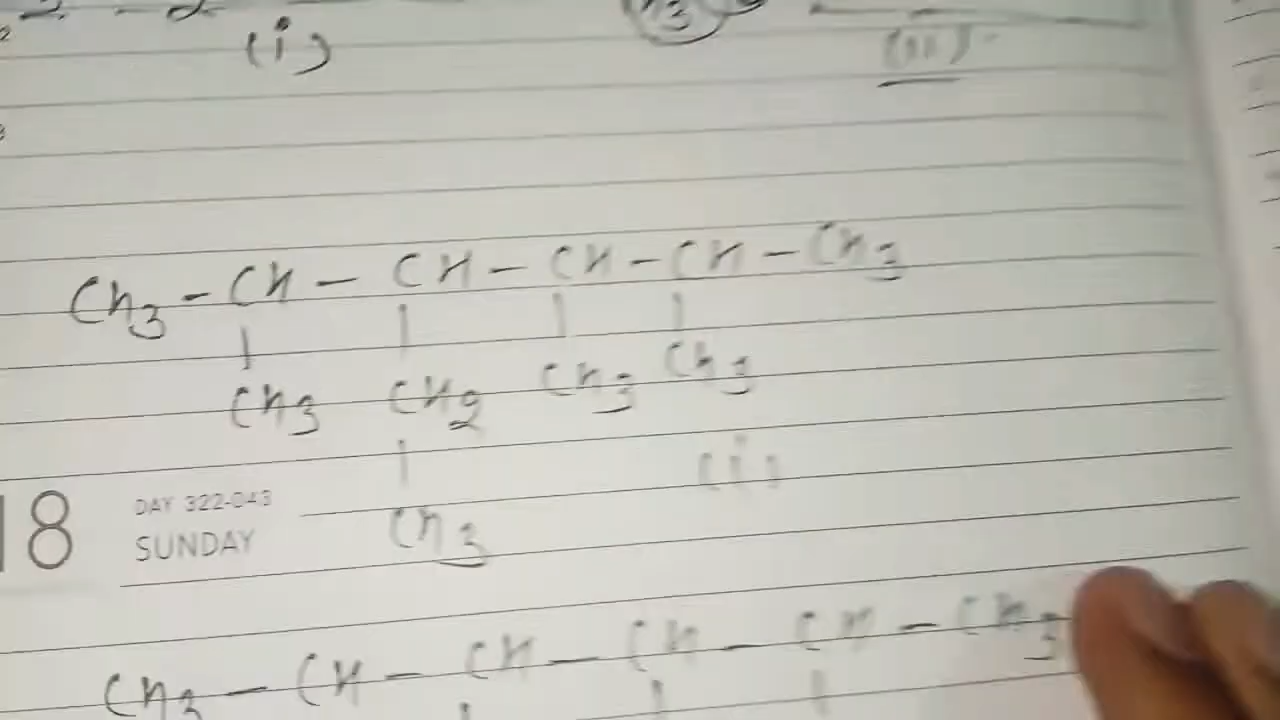 (i) (ii)
CH3 - CH - CH - CH - CH - CH3
| | | |
CH3 CH2 CH3 CH3
| (i)
CH3
18 DAY 322-043
SUNDAY
CH3 - CH - CH - CH - CH - CH3